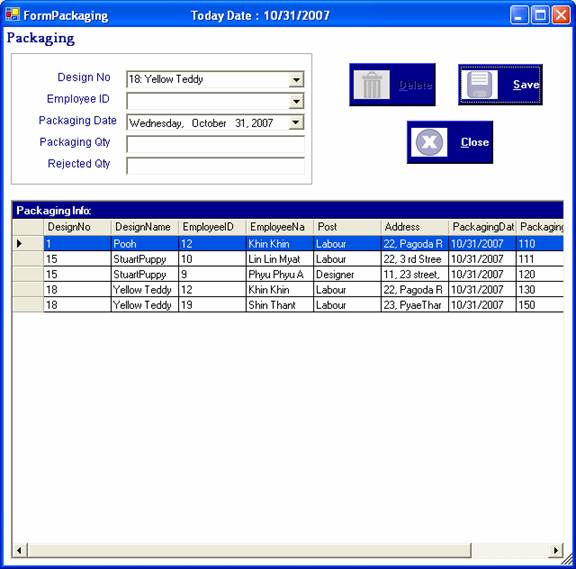 FormPackaging Today Date : 10/31/2007
Packaging
Design No 18: Yellow Teddy
Employee ID
Packaging Date Wednesday, October 31, 2007
Packaging Qty
Rejected Qty
Delete
Save
Close
Packaging Info:
DesignNo DesignName EmployeeID EmployeeNa Post Address PackagingDat Packaging
1 Pooh 12 Khin Khin Labour 22, Pagoda R 10/31/2007 110
15 StuartPuppy 10 Lin Lin Myat Labour 22, 3 rd Stree 10/31/2007 111
15 StuartPuppy 9 Phyu Phyu A Designer 11, 23 street, 10/31/2007 120
18 Yellow Teddy 12 Khin Khin Labour 22, Pagoda R 10/31/2007 130
18 Yellow Teddy 19 Shin Thant Labour 23, PyaeThar 10/31/2007 150